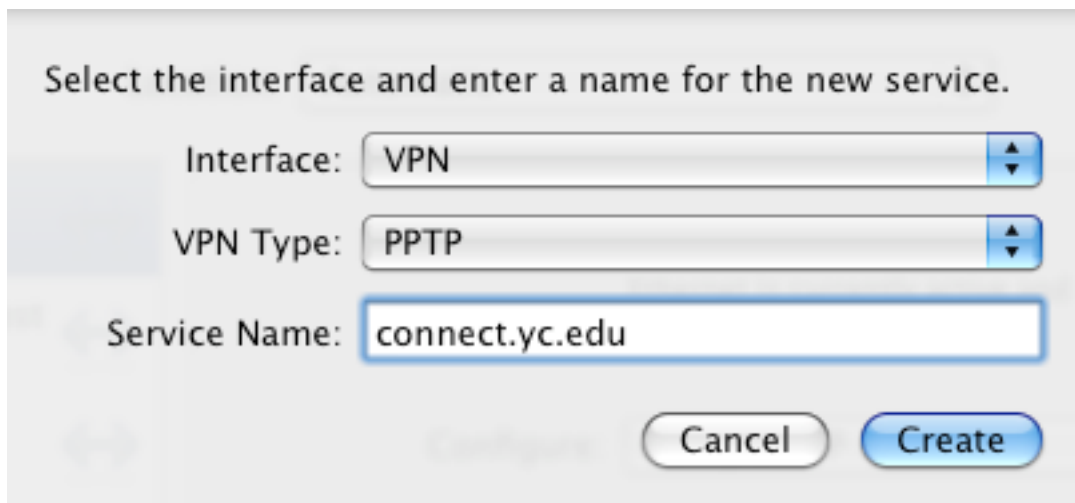 Select the interface and enter a name for the new service.
Interface: VPN
VPN Type: PPTP
Service Name: connect.yc.edu
Configure:
Cancel Create